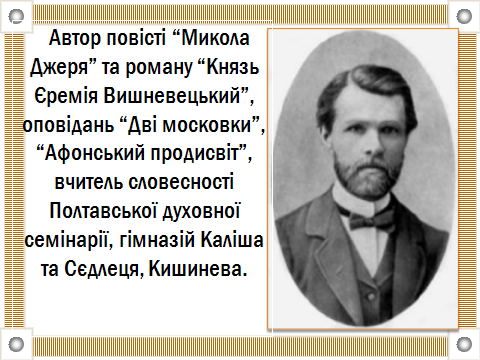 Автор повісті “Микола
Джеря” та роману “Князь
Єремія Вишневецький”,
оповідань “Дві московки”,
“Афонський продисвіт”,
вчитель словесності
Полтавської духовної
семінарії, гімназій Каліша
та Сєдлеця, Кишинева.